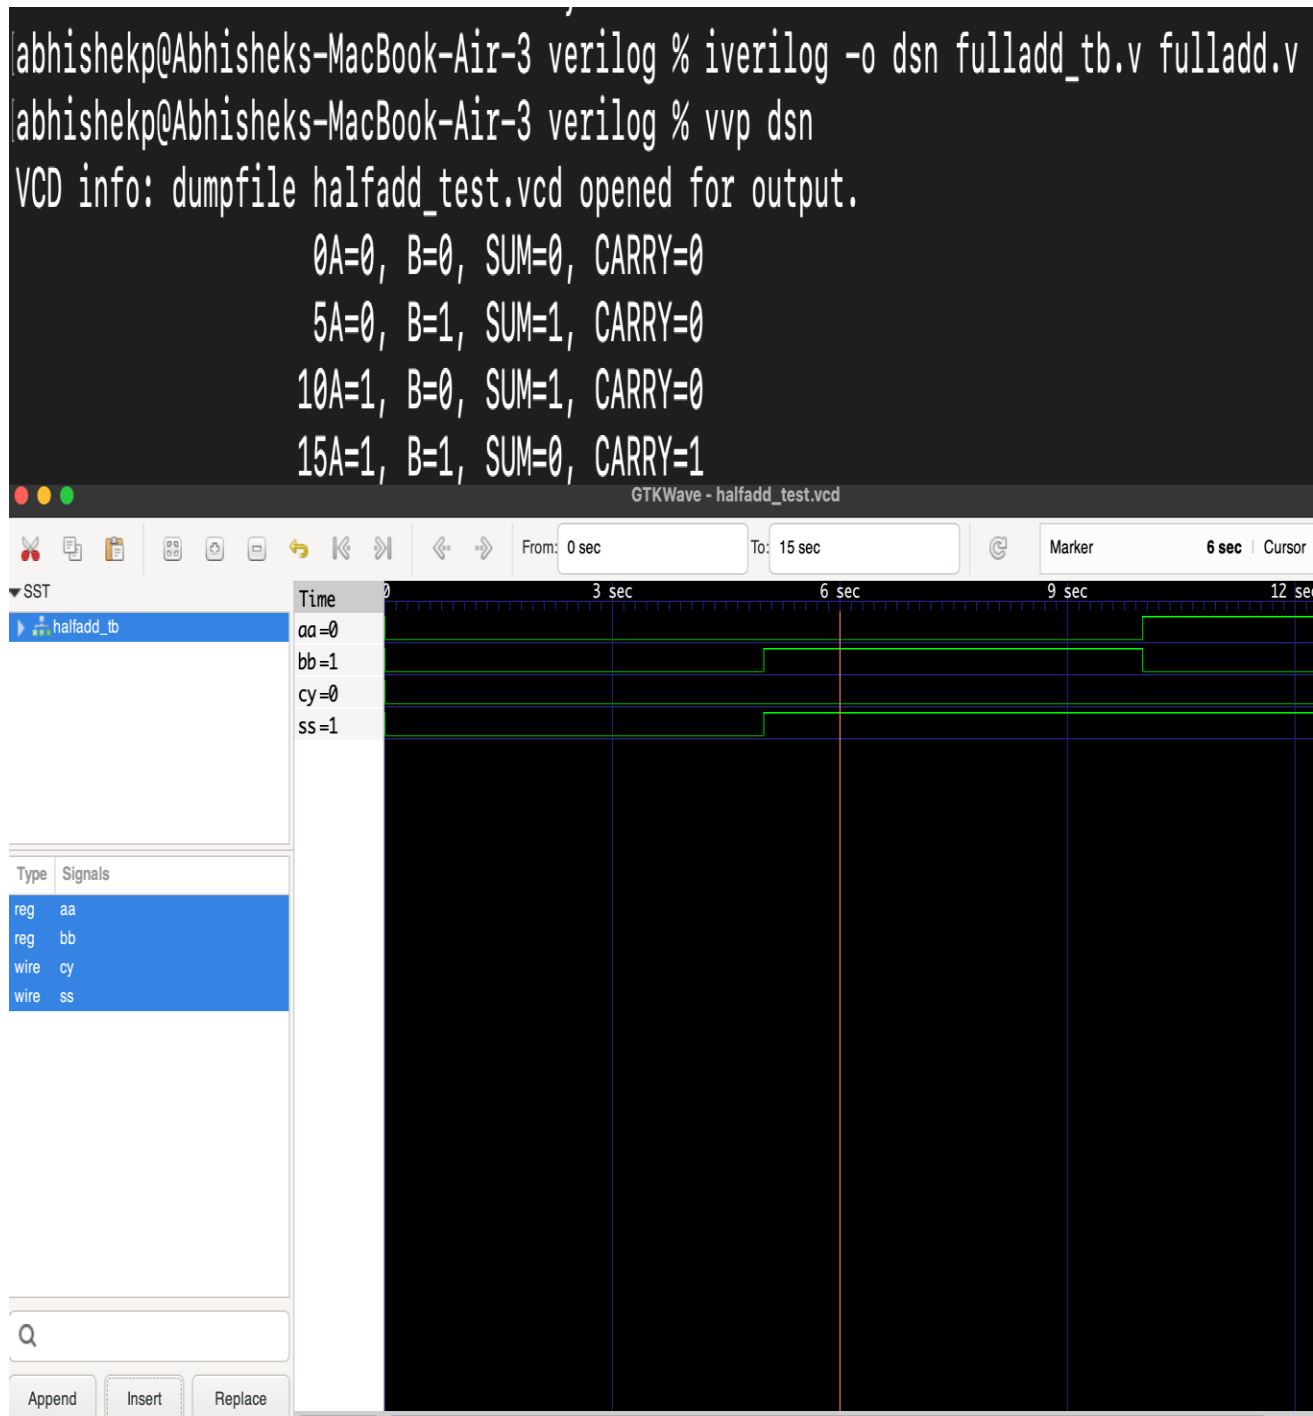 abhishekp@Abhisheks-MacBook-Air-3 verilog % iverilog -o dsn fulladd_tb.v fulladd.v
abhishekp@Abhisheks-MacBook-Air-3 verilog % vvp dsn
VCD info: dumpfile halfadd_test.vcd opened for output.
0A=0, B=0, SUM=0, CARRY=0
5A=0, B=1, SUM=1, CARRY=0
10A=1, B=0, SUM=1, CARRY=0
15A=1, B=1, SUM=0, CARRY=1
GTKWave - halfadd_test.vcd
From: 0 sec To: 15 sec Marker 6 sec | Cursor
SST
halfadd_tb
Time
0 3 sec 6 sec 9 sec 12 sec
aa=0
bb=1
cy=0
ss=1
Type Signals
reg aa
reg bb
wire cy
wire ss
Append Insert Replace